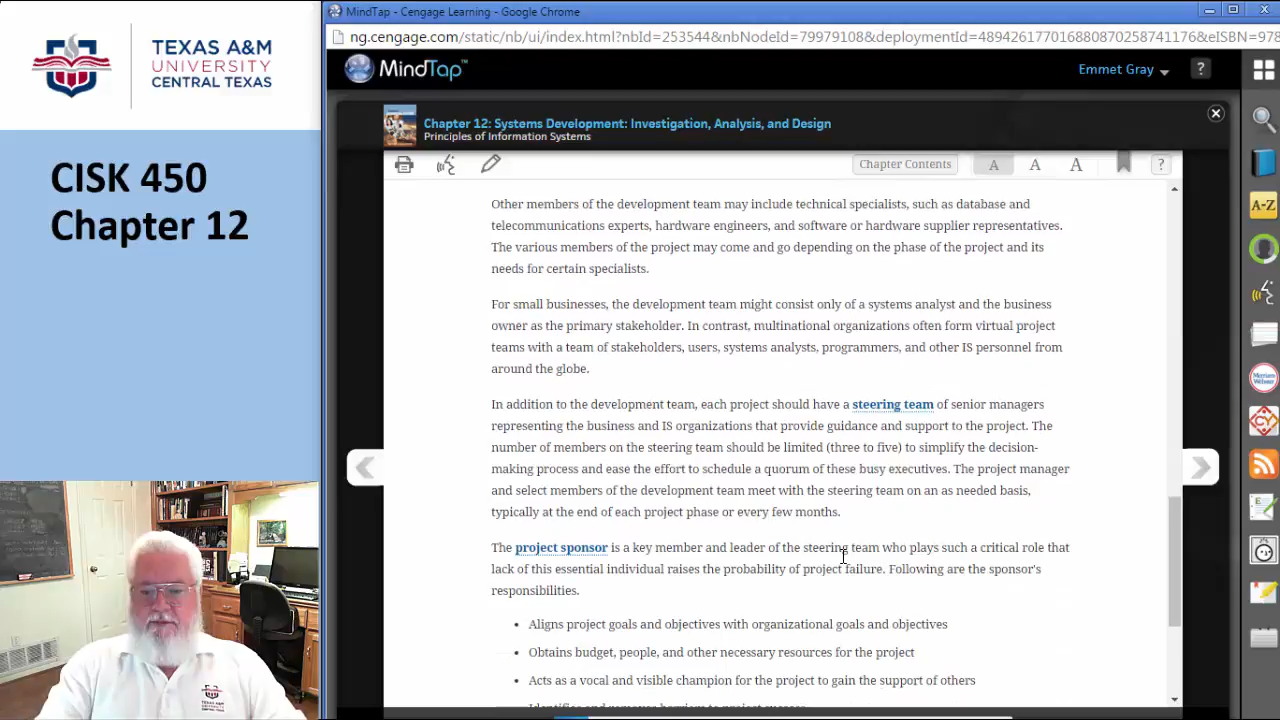 TEXAS A&M
UNIVERSITY
CENTRAL TEXAS
CISK 450
Chapter 12
MindTap - Cengage Learning - Google Chrome
ng.cengage.com/static/nb/ui/index.html?nbId=253544&nbNodeId=79979108&deploymentId=4894261770168870258741176&eISBN=978
MindTap™
Emmet Gray
?
Chapter 12: Systems Development: Investigation, Analysis, and Design
Principles of Information Systems
Chapter Contents
A A A
?
Other members of the development team may include technical specialists, such as database and
telecommunications experts, hardware engineers, and software or hardware supplier representatives.
The various members of the project may come and go depending on the phase of the project and its
needs for certain specialists.
For small businesses, the development team might consist only of a systems analyst and the business
owner as the primary stakeholder. In contrast, multinational organizations often form virtual project
teams with a team of stakeholders, users, systems analysts, programmers, and other IS personnel from
around the globe.
In addition to the development team, each project should have a steering team of senior managers
representing the business and IS organizations that provide guidance and support to the project. The
number of members on the steering team should be limited (three to five) to simplify the decision-
making process and ease the effort to schedule a quorum of these busy executives. The project manager
and select members of the development team meet with the steering team on an as needed basis,
typically at the end of each project phase or every few months.
The project sponsor is a key member and leader of the steering team who plays such a critical role that
lack of this essential individual raises the probability of project failure. Following are the sponsor's
responsibilities.
• Aligns project goals and objectives with organizational goals and objectives
• Obtains budget, people, and other necessary resources for the project
• Acts as a vocal and visible champion for the project to gain the support of others
A-Z
Merriam
Webster
TEXAS A&M